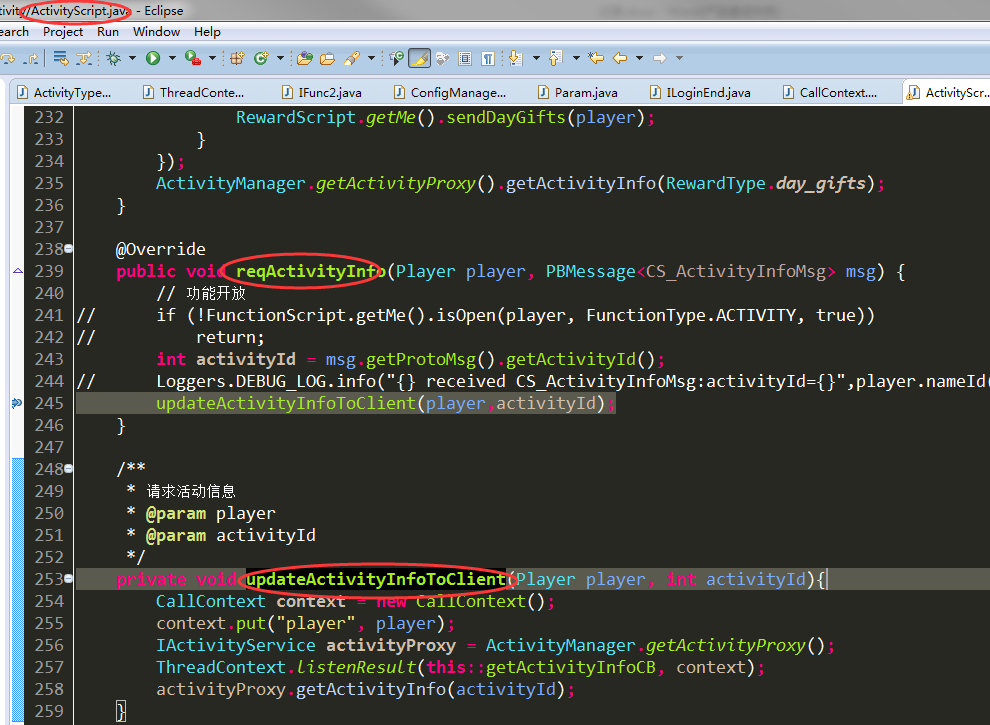 tivity/ActivityScript.java - Eclipse
earch Project Run Window Help
ActivityType... ThreadConte... IFunc2.java ConfigManage... Param.java ILoginEnd.java CallContext.... ActivityScr...
232 RewardScript.getMe().sendDayGifts(player);
233 }
234 });
235 ActivityManager.getActivityProxy().getActivityInfo(RewardType.day_gifts);
236 }
237
238 @Override
239 public void reqActivityInfo(Player player, PBMessage<CS_ActivityInfoMsg> msg) {
240 // 功能开放
241 // if (!FunctionScript.getMe().isOpen(player, FunctionType.ACTIVITY, true))
242 // return;
243 int activityId = msg.getProtoMsg().getActivityId();
244 // Loggers.DEBUG_LOG.info("{} received CS_ActivityInfoMsg:activityId={}",player.nameId(
245 updateActivityInfoToClient(player,activityId);
246 }
247
248 /**
249 * 请求活动信息
250 * @param player
251 * @param activityId
252 */
253 private void updateActivityInfoToClient(Player player, int activityId){
254 CallContext context = new CallContext();
255 context.put("player", player);
256 IActivityService activityProxy = ActivityManager.getActivityProxy();
257 ThreadContext.listenResult(this::getActivityInfoCB, context);
258 activityProxy.getActivityInfo(activityId);
259 }